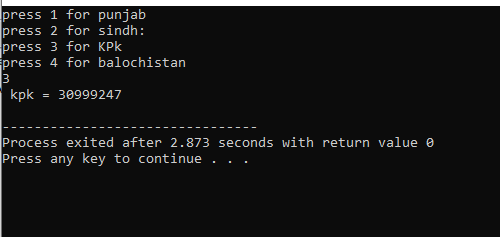 press 1 for punjab
press 2 for sindh:
press 3 for KPk
press 4 for balochistan
3
kpk = 30999247
--------------------------------
Process exited after 2.873 seconds with return value 0
Press any key to continue . . .